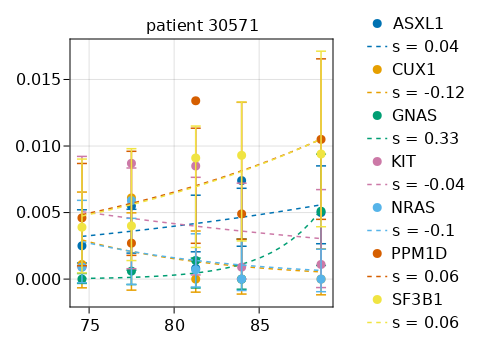 patient 30571
0.015
0.010
0.005
0.000
75
80
85
ASXL1
s = 0.04
CUX1
s = -0.12
GNAS
s = 0.33
KIT
s = -0.04
NRAS
s = -0.1
PPM1D
s = 0.06
SF3B1
s = 0.06